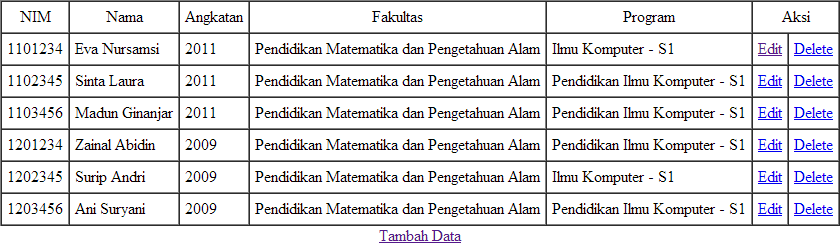 NIM Nama Angkatan Fakultas Program Aksi
1101234 Eva Nursamsi 2011 Pendidikan Matematika dan Pengetahuan Alam Ilmu Komputer - S1 Edit Delete
1102345 Sinta Laura 2011 Pendidikan Matematika dan Pengetahuan Alam Pendidikan Ilmu Komputer - S1 Edit Delete
1103456 Madun Ginanjar 2011 Pendidikan Matematika dan Pengetahuan Alam Pendidikan Ilmu Komputer - S1 Edit Delete
1201234 Zainal Abidin 2009 Pendidikan Matematika dan Pengetahuan Alam Pendidikan Ilmu Komputer - S1 Edit Delete
1202345 Surip Andri 2009 Pendidikan Matematika dan Pengetahuan Alam Ilmu Komputer - S1 Edit Delete
1203456 Ani Suryani 2009 Pendidikan Matematika dan Pengetahuan Alam Pendidikan Ilmu Komputer - S1 Edit Delete
Tambah Data